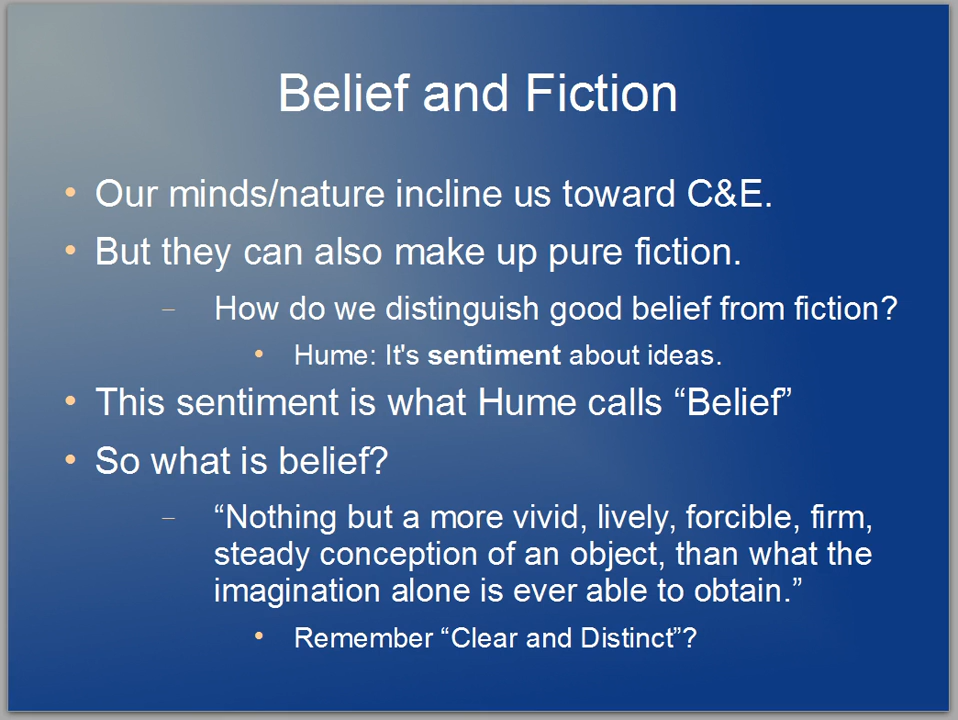 Belief and Fiction
• Our minds/nature incline us toward C&E.
• But they can also make up pure fiction.
– How do we distinguish good belief from fiction?
• Hume: It's sentiment about ideas.
• This sentiment is what Hume calls “Belief”
• So what is belief?
– “Nothing but a more vivid, lively, forcible, firm,
steady conception of an object, than what the
imagination alone is ever able to obtain.”
• Remember “Clear and Distinct”?